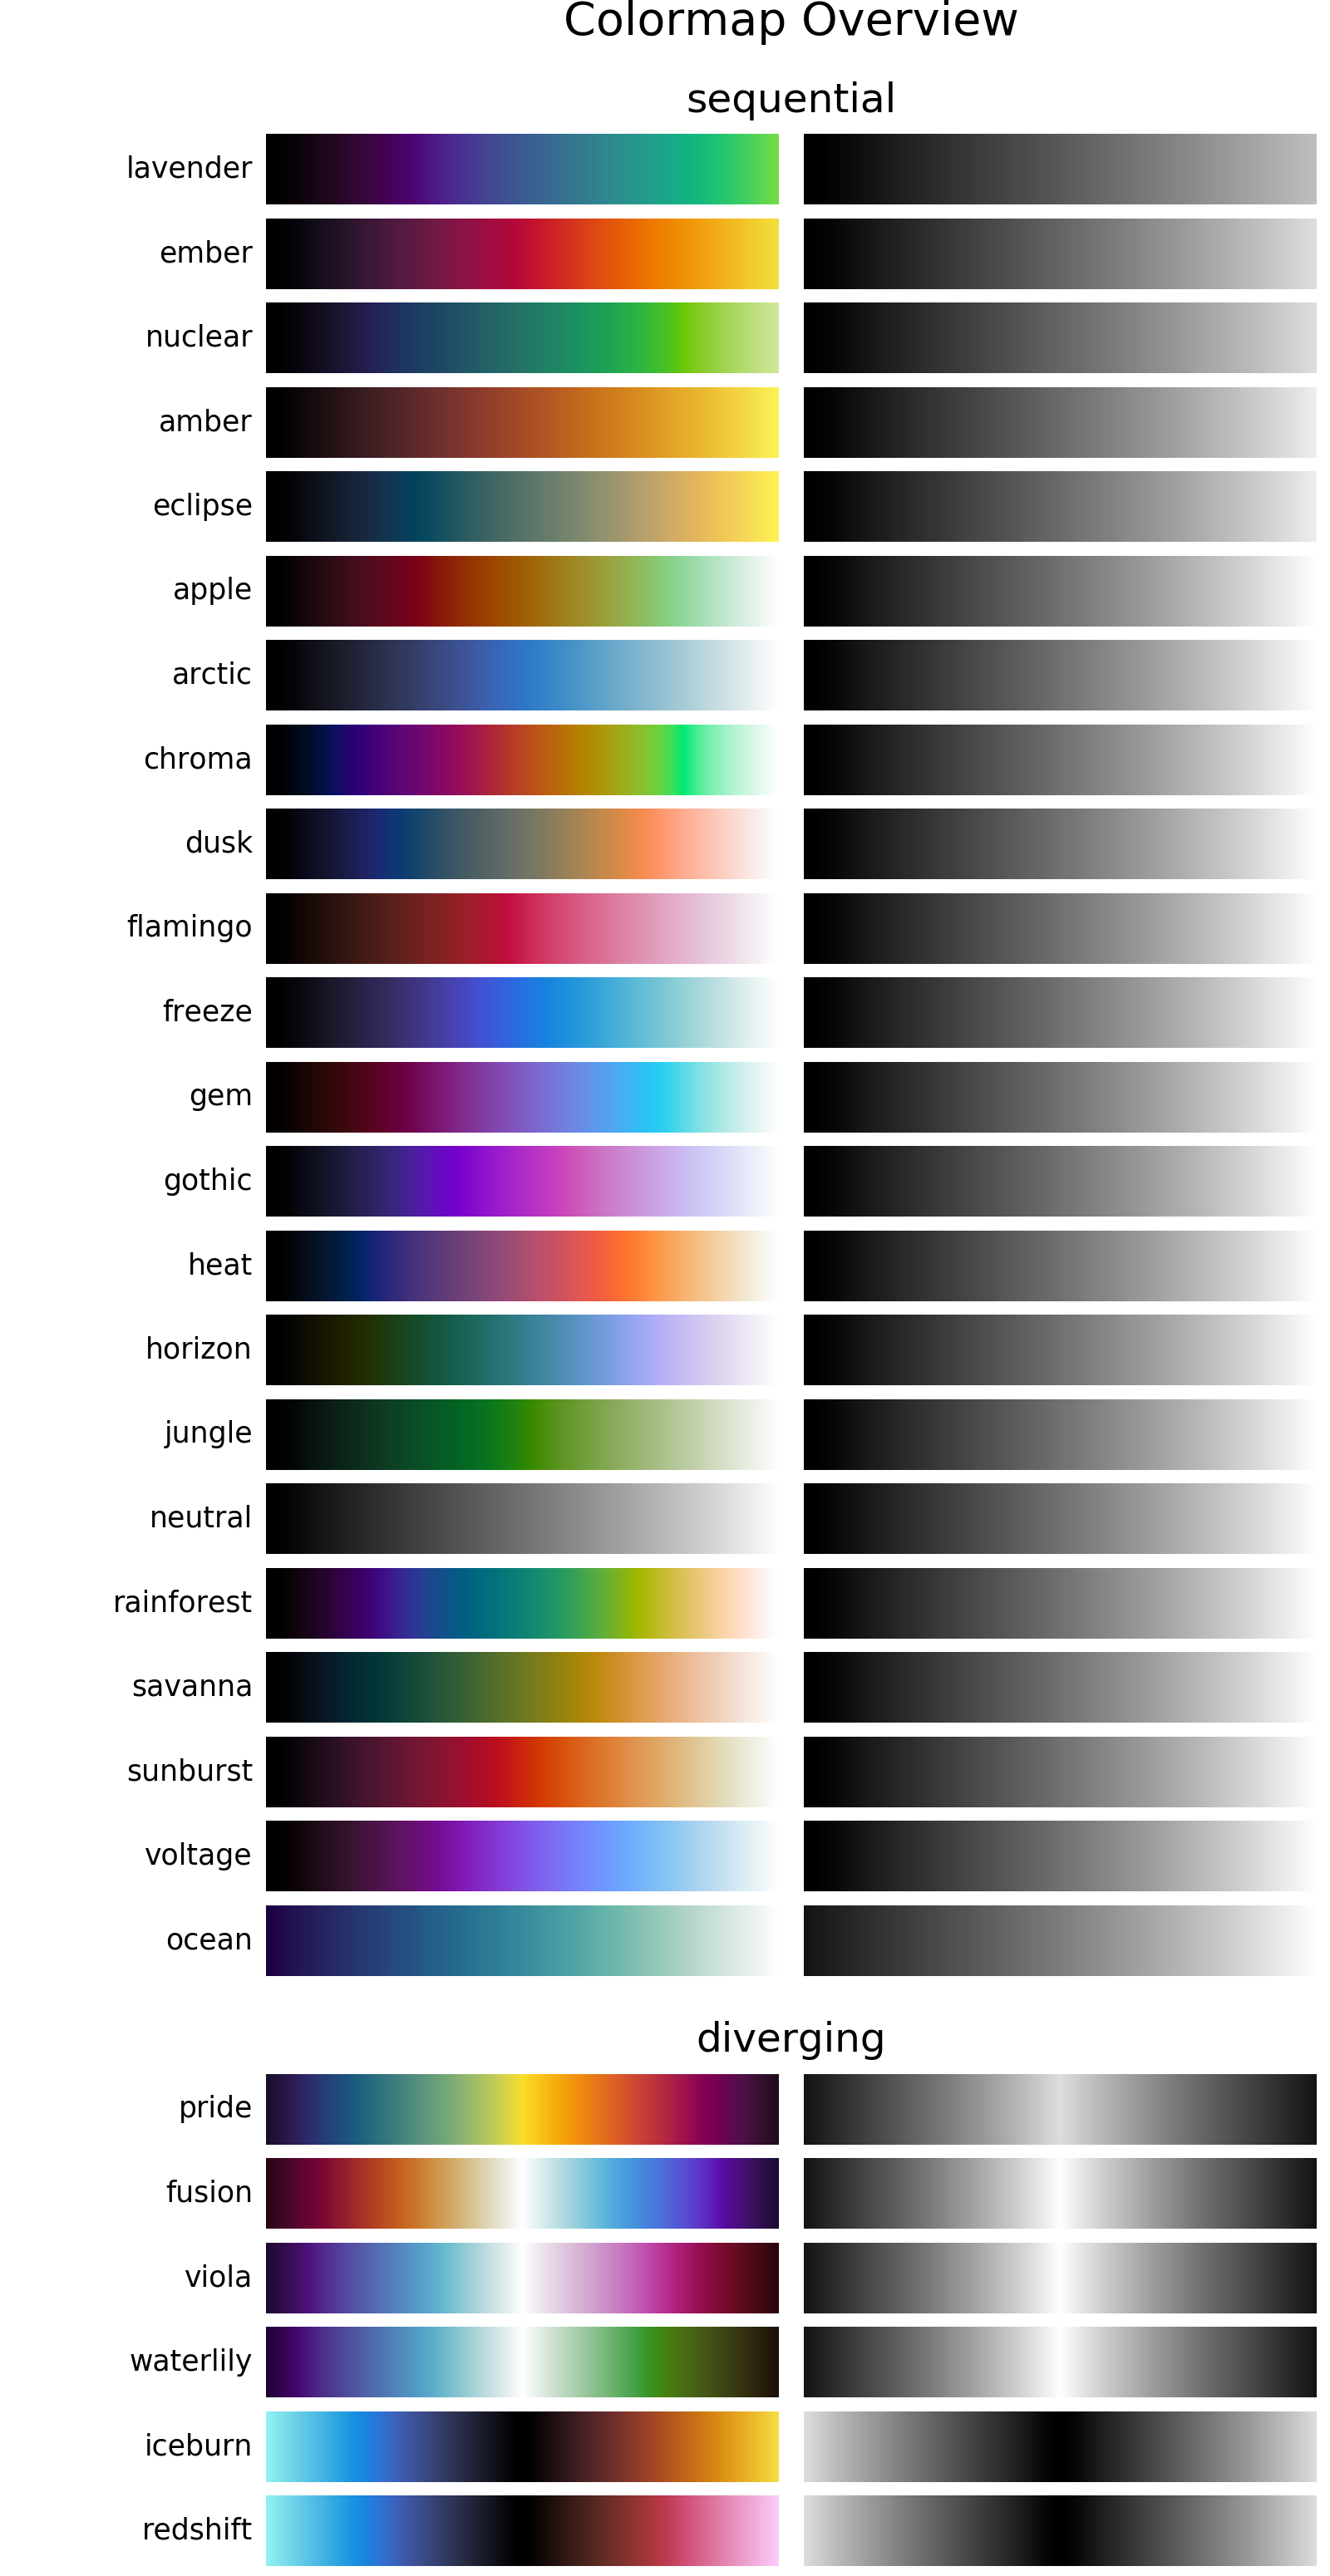 Colormap Overview
sequential
lavender
ember
nuclear
amber
eclipse
apple
arctic
chroma
dusk
flamingo
freeze
gem
gothic
heat
horizon
jungle
neutral
rainforest
savanna
sunburst
voltage
ocean
diverging
pride
fusion
viola
waterlily
iceburn
redshift